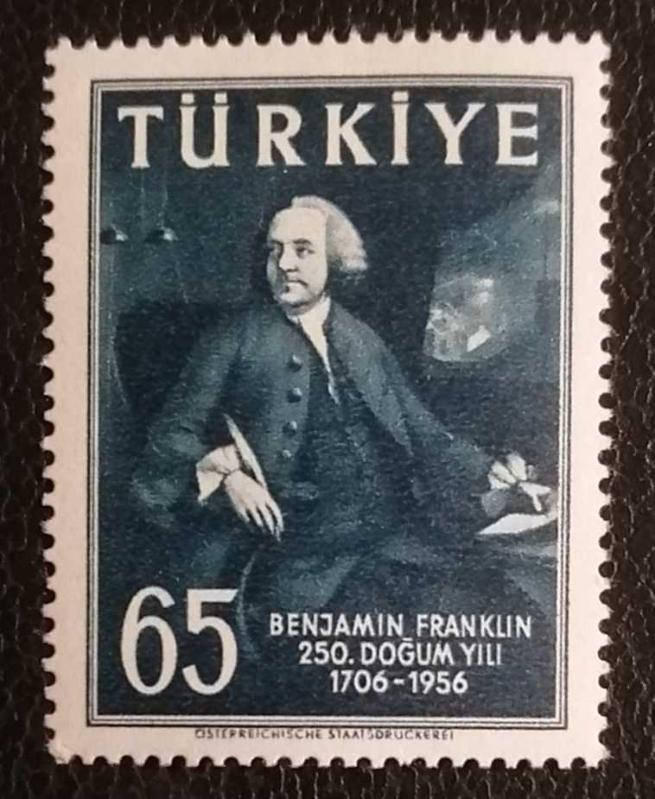 TÜRKİYE
65
BENJAMIN FRANKLIN
250. DOĞUM YILI
1706-1956
ÖSTERREICHISCHE STAATSDRUCKEREI